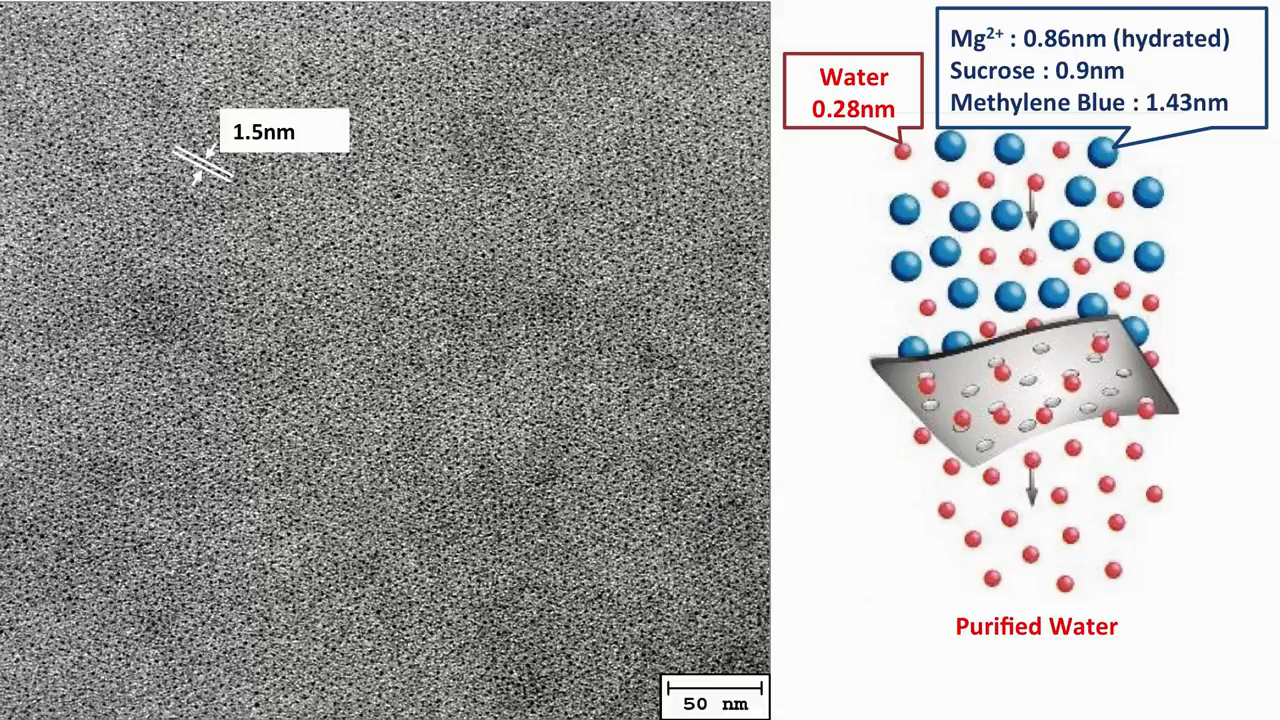 1.5nm
50 nm
Water
0.28nm
Mg²⁺ : 0.86nm (hydrated)
Sucrose : 0.9nm
Methylene Blue : 1.43nm
Purified Water